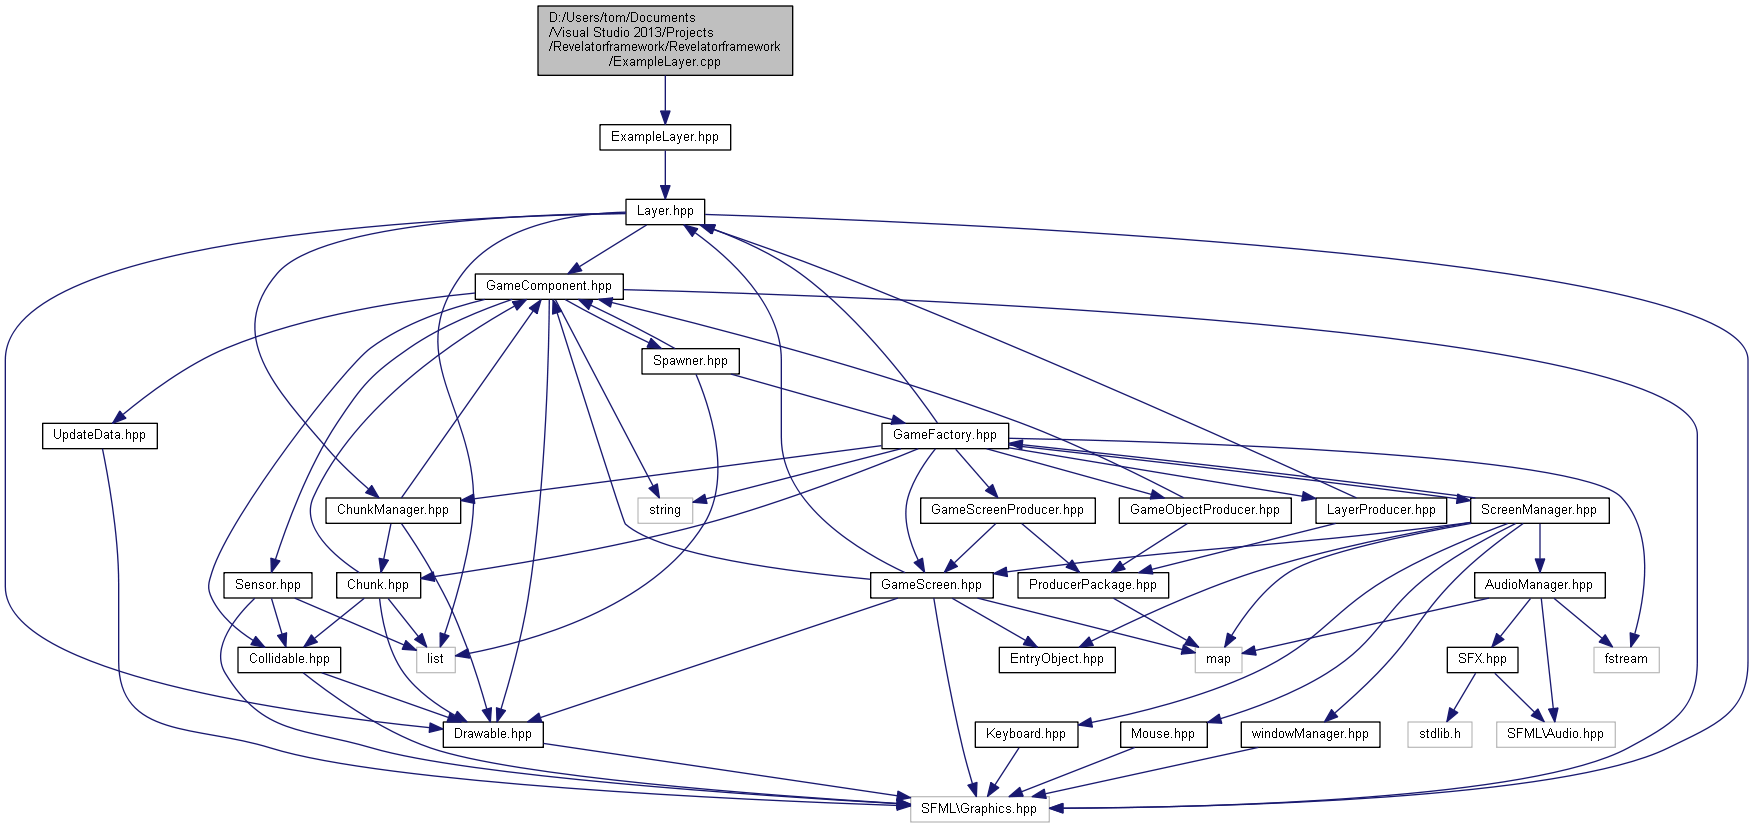 D:/Users/tom/Documents
/Visual Studio 2013/Projects
/Revelatorframework/Revelatorframework
/ExampleLayer.cpp
ExampleLayer.hpp
Layer.hpp
GameComponent.hpp
Spawner.hpp
UpdateData.hpp
GameFactory.hpp
ChunkManager.hpp
string
GameScreenProducer.hpp
GameObjectProducer.hpp
LayerProducer.hpp
ScreenManager.hpp
Sensor.hpp
Chunk.hpp
GameScreen.hpp
ProducerPackage.hpp
AudioManager.hpp
Collidable.hpp
list
EntryObject.hpp
map
SFX.hpp
fstream
Drawable.hpp
Keyboard.hpp
Mouse.hpp
windowManager.hpp
stdlib.h
SFML\Audio.hpp
SFML\Graphics.hpp